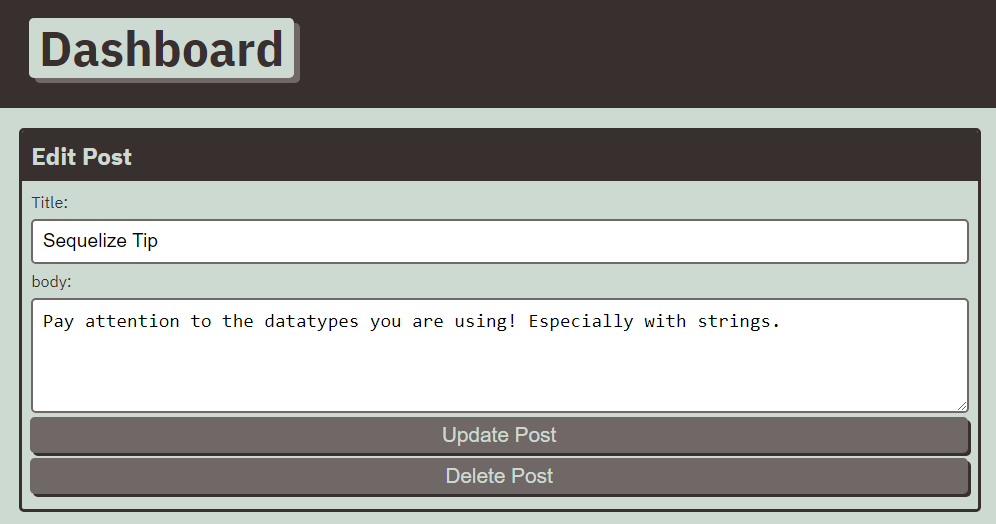 Dashboard
Edit Post
Title:
Sequelize Tip
body:
Pay attention to the datatypes you are using! Especially with strings.
Update Post
Delete Post